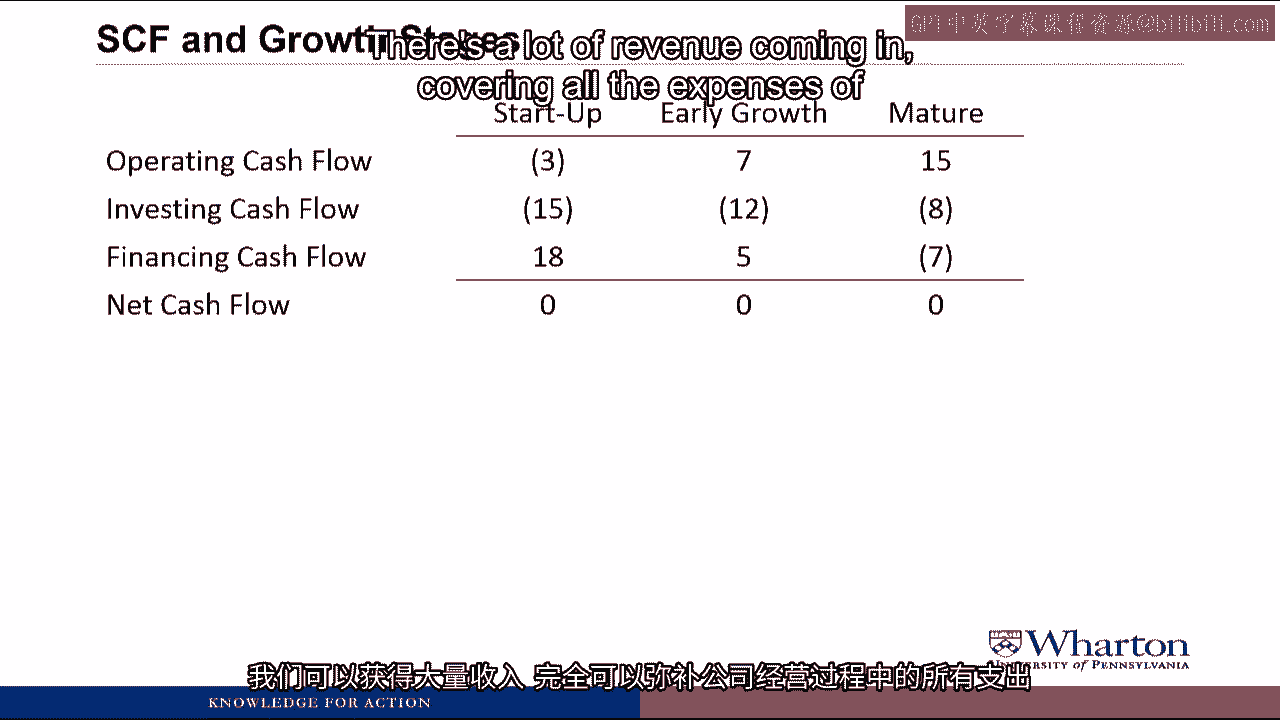 GPT中英字幕课程资源@bilibili.com
SCF and Growth Stages
There's a lot of revenue coming in,
covering all the expenses of
Start-Up Early Growth Mature
Operating Cash Flow (3) 7 15
Investing Cash Flow (15) (12) (8)
Financing Cash Flow 18 5 (7)
Net Cash Flow 0 0 0
Wharton
UNIVERSITY of PENNSYLVANIA
我们可以获得大量收入 完全可以弥补公司经营过程中的所有支出
KNOWLEDGE FOR ACTION